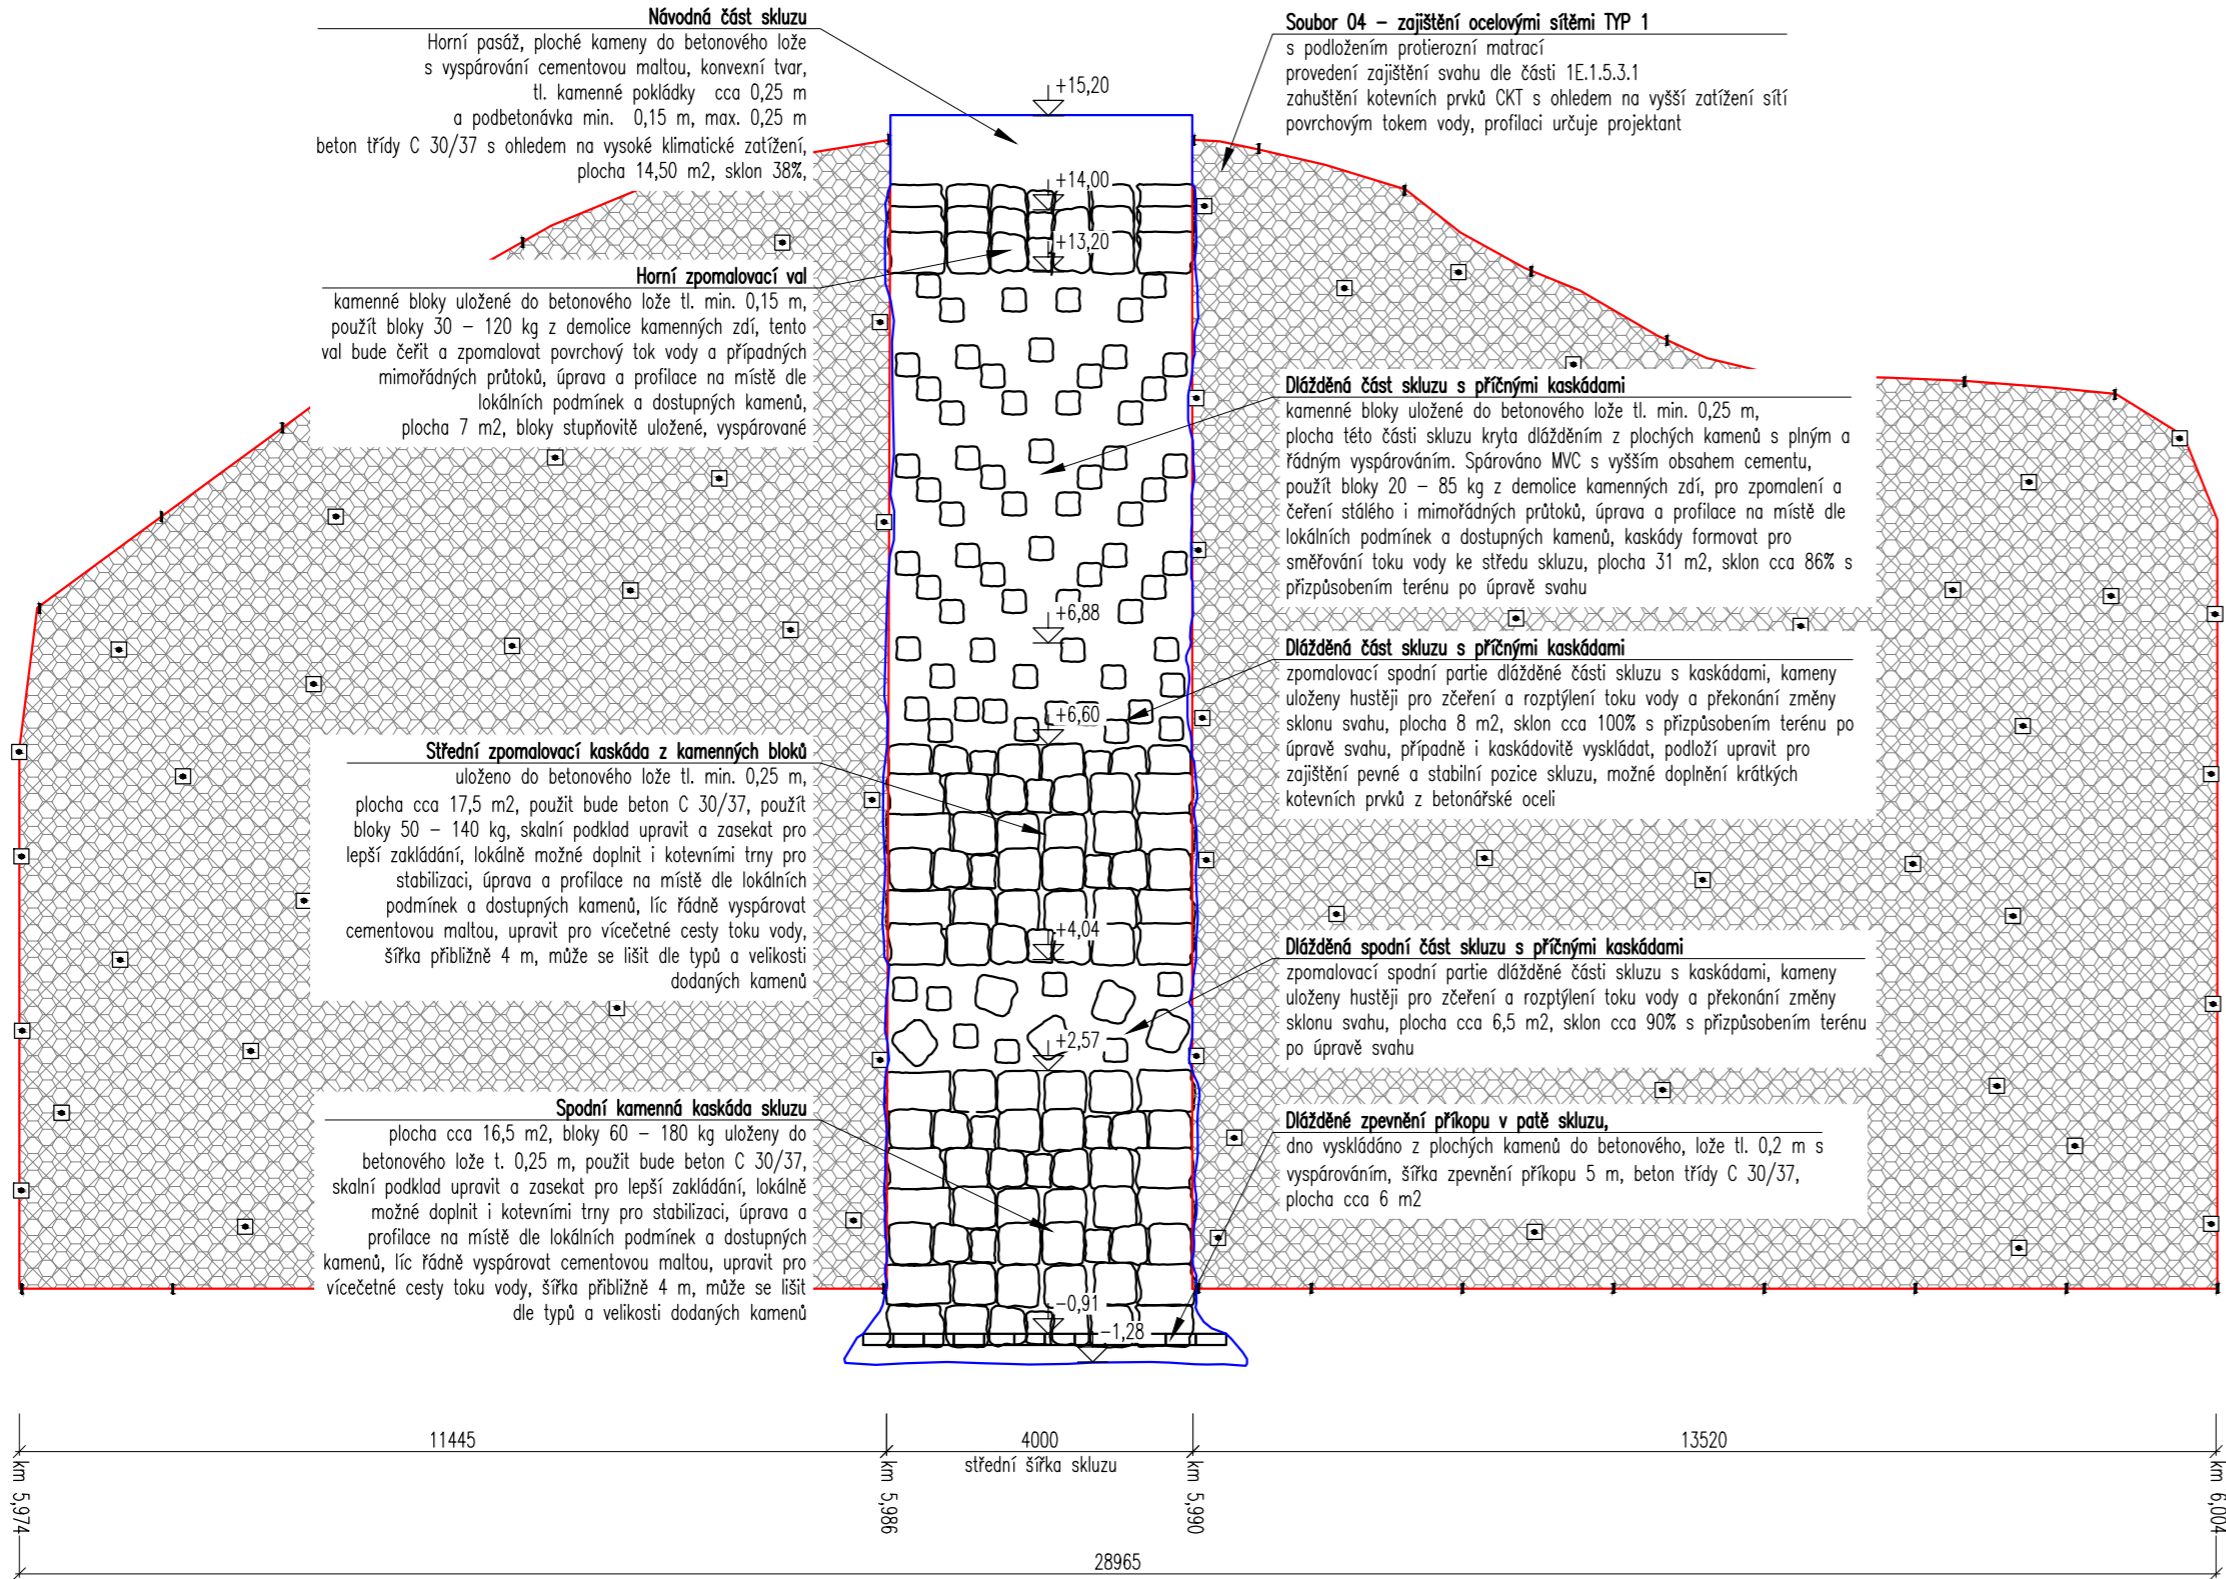 Návodná část skluzu
Horní pasáž, ploché kameny do betonového lože
s vyspárování cementovou maltou, konvexní tvar,
tl. kamenné pokládky cca 0,25 m
a podbetonávka min. 0,15 m, max. 0,25 m
beton třídy C 30/37 s ohledem na vysoké klimatické zatížení,
plocha 14,50 m2, sklon 38%,
Horní zpomalovací val
kamenné bloky uložené do betonového lože tl. min. 0,15 m,
použít bloky 30 – 120 kg z demolice kamenných zdí, tento
val bude čeřit a zpomalovat povrchový tok vody a případných
mimořádných průtoků, úprava a profilace na místě dle
lokálních podmínek a dostupných kamenů,
plocha 7 m2, bloky stupňovitě uložené, vyspárované
Střední zpomalovací kaskáda z kamenných bloků
uloženo do betonového lože tl. min. 0,25 m,
plocha cca 17,5 m2, použit bude beton C 30/37, použít
bloky 50 – 140 kg, skalní podklad upravit a zasekat pro
lepší zakládání, lokálně možné doplnit i kotevními trny pro
stabilizaci, úprava a profilace na místě dle lokálních
podmínek a dostupných kamenů, líc řádně vyspárovat
cementovou maltou, upravit pro vícečetné cesty toku vody,
šířka přibližně 4 m, může se lišit dle typů a velikosti
dodaných kamenů
Spodní kamenná kaskáda skluzu
plocha cca 16,5 m2, bloky 60 – 180 kg uloženy do
betonového lože t. 0,25 m, použit bude beton C 30/37,
skalní podklad upravit a zasekat pro lepší zakládání, lokálně
možné doplnit i kotevními trny pro stabilizaci, úprava a
profilace na místě dle lokálních podmínek a dostupných
kamenů, líc řádně vyspárovat cementovou maltou, upravit pro
vícečetné cesty toku vody, šířka přibližně 4 m, může se lišit
dle typů a velikosti dodaných kamenů
+15,20
+14,00
+13,20
+6,88
+6,60
+4,04
+2,57
−0,91
−1,28
Soubor 04 – zajištění ocelovými sítěmi TYP 1
s podložením protierozní matrací
provedení zajištění svahu dle části 1E.1.5.3.1
zahuštění kotevních prvků CKT s ohledem na vyšší zatížení sítí
povrchovým tokem vody, profilaci určuje projektant
Dlážděná část skluzu s příčnými kaskádami
kamenné bloky uložené do betonového lože tl. min. 0,25 m,
plocha této části skluzu kryta dlážděním z plochých kamenů s plným a
řádným vyspárováním. Spárováno MVC s vyšším obsahem cementu,
použít bloky 20 – 85 kg z demolice kamenných zdí, pro zpomalení a
čeření stálého i mimořádných průtoků, úprava a profilace na místě dle
lokálních podmínek a dostupných kamenů, kaskády formovat pro
směřování toku vody ke středu skluzu, plocha 31 m2, sklon cca 86% s
přizpůsobením terénu po úpravě svahu
Dlážděná část skluzu s příčnými kaskádami
zpomalovací spodní partie dlážděné části skluzu s kaskádami, kameny
uloženy hustěji pro zčeření a rozptýlení toku vody a překonání změny
sklonu svahu, plocha 8 m2, sklon cca 100% s přizpůsobením terénu po
úpravě svahu, případně i kaskádovitě vyskládat, podloží upravit pro
zajištění pevné a stabilní pozice skluzu, možné doplnění krátkých
kotevních prvků z betonářské oceli
Dlážděná spodní část skluzu s příčnými kaskádami
zpomalovací spodní partie dlážděné části skluzu s kaskádami, kameny
uloženy hustěji pro zčeření a rozptýlení toku vody a překonání změny
sklonu svahu, plocha cca 6,5 m2, sklon cca 90% s přizpůsobením terénu
po úpravě svahu
Dlážděné zpevnění příkopu v patě skluzu,
dno vyskládáno z plochých kamenů do betonového, lože tl. 0,2 m s
vyspárováním, šířka zpevnění příkopu 5 m, beton třídy C 30/37,
plocha cca 6 m2
11445
4000
13520
střední šířka skluzu
km 5,974
km 5,986
km 5,990
km 6,004
28965